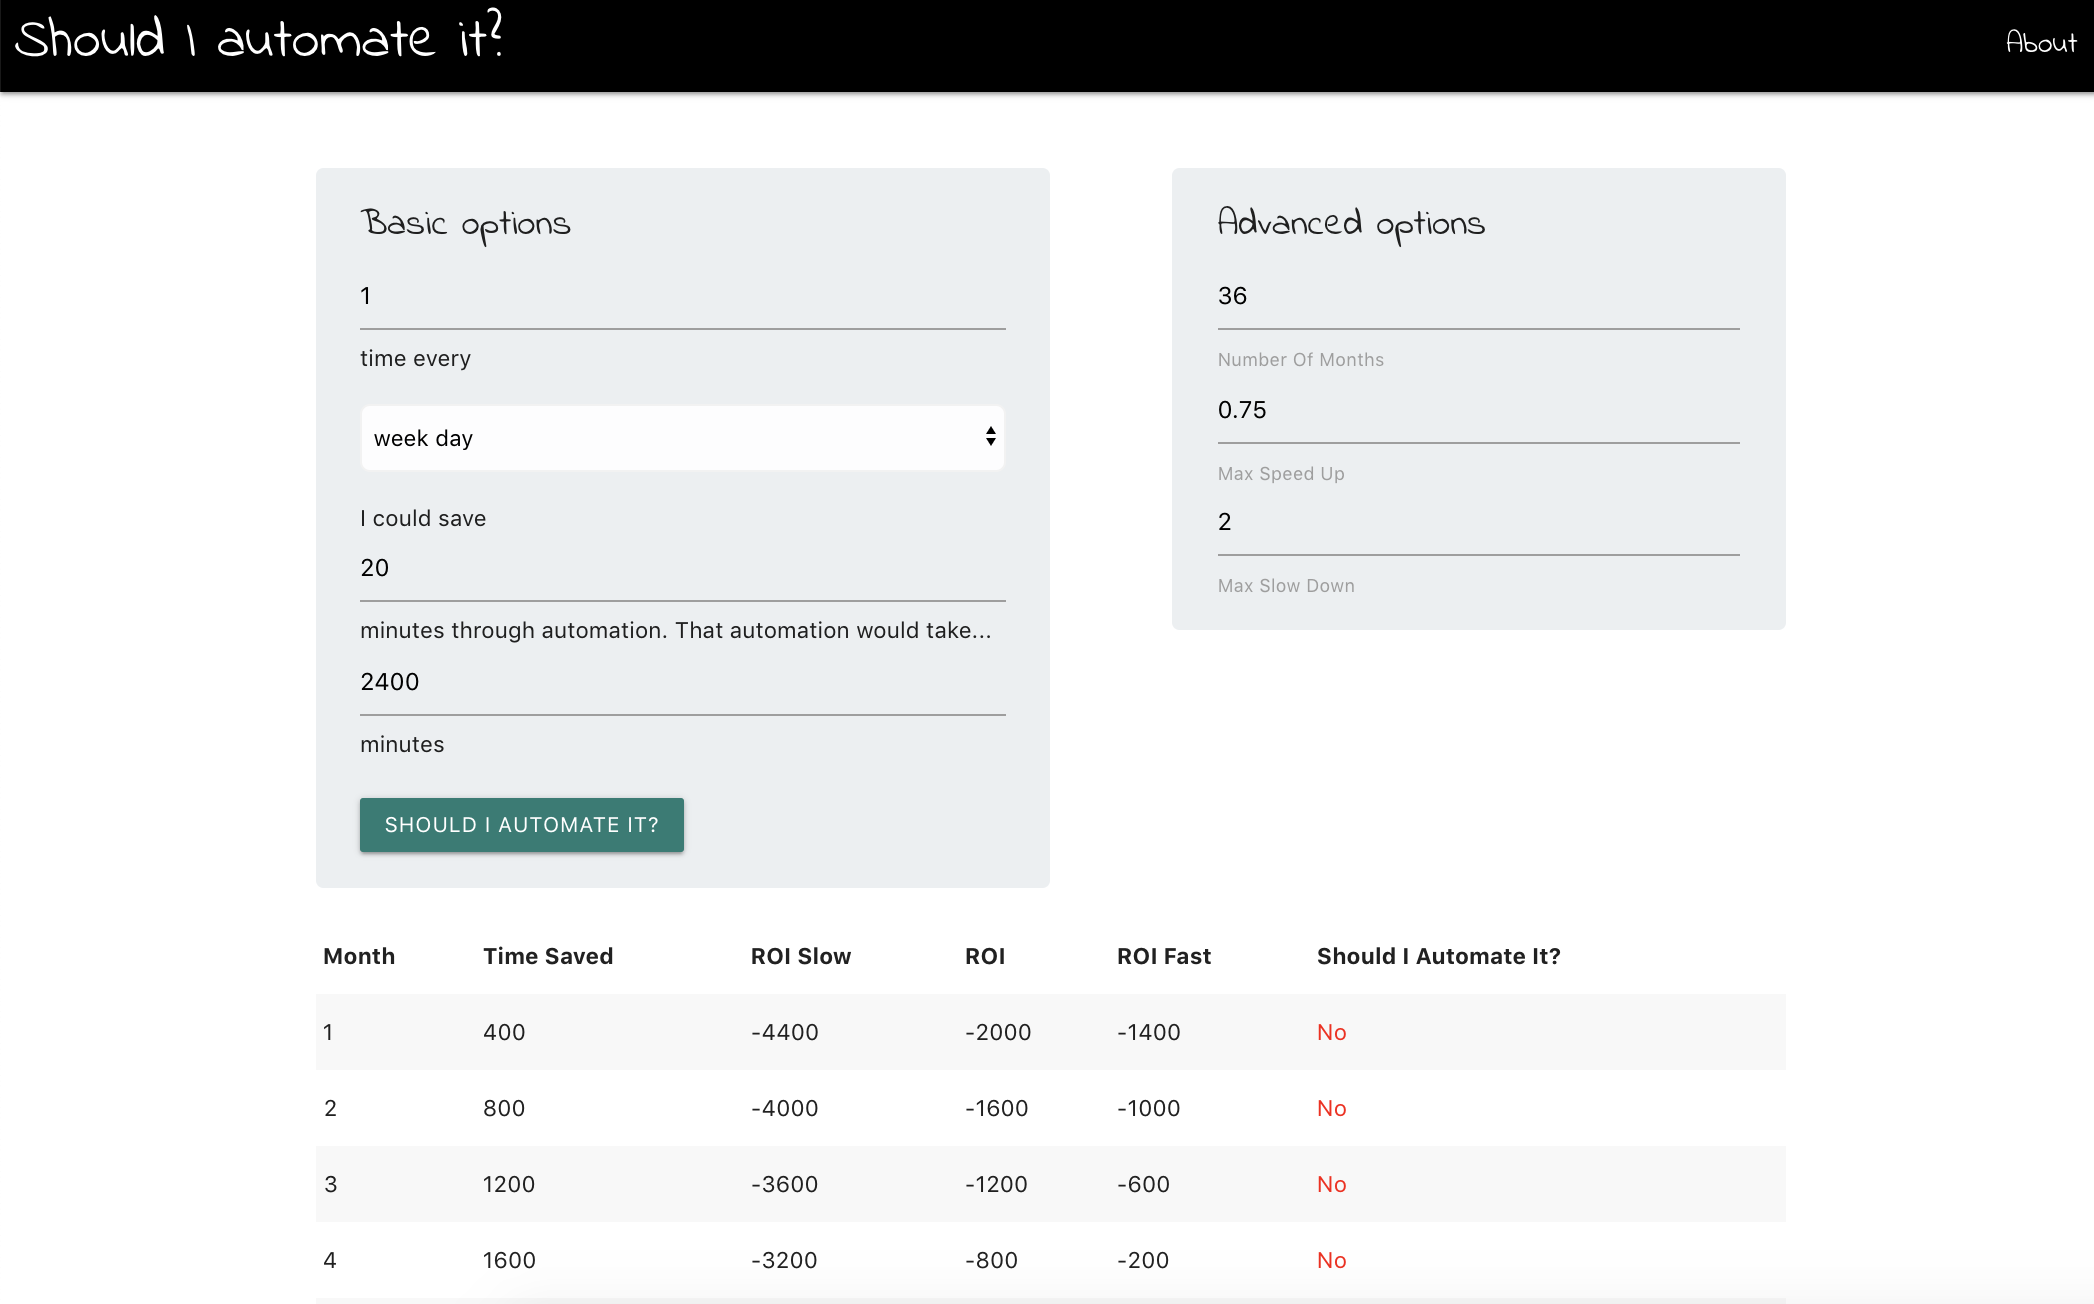 Should I automate it?
About
Basic options
1
time every
week day
I could save
20
minutes through automation. That automation would take...
2400
minutes
SHOULD I AUTOMATE IT?
Advanced options
36
Number Of Months
0.75
Max Speed Up
2
Max Slow Down
Month Time Saved ROI Slow ROI ROI Fast Should I Automate It?
1 400 -4400 -2000 -1400 No
2 800 -4000 -1600 -1000 No
3 1200 -3600 -1200 -600 No
4 1600 -3200 -800 -200 No